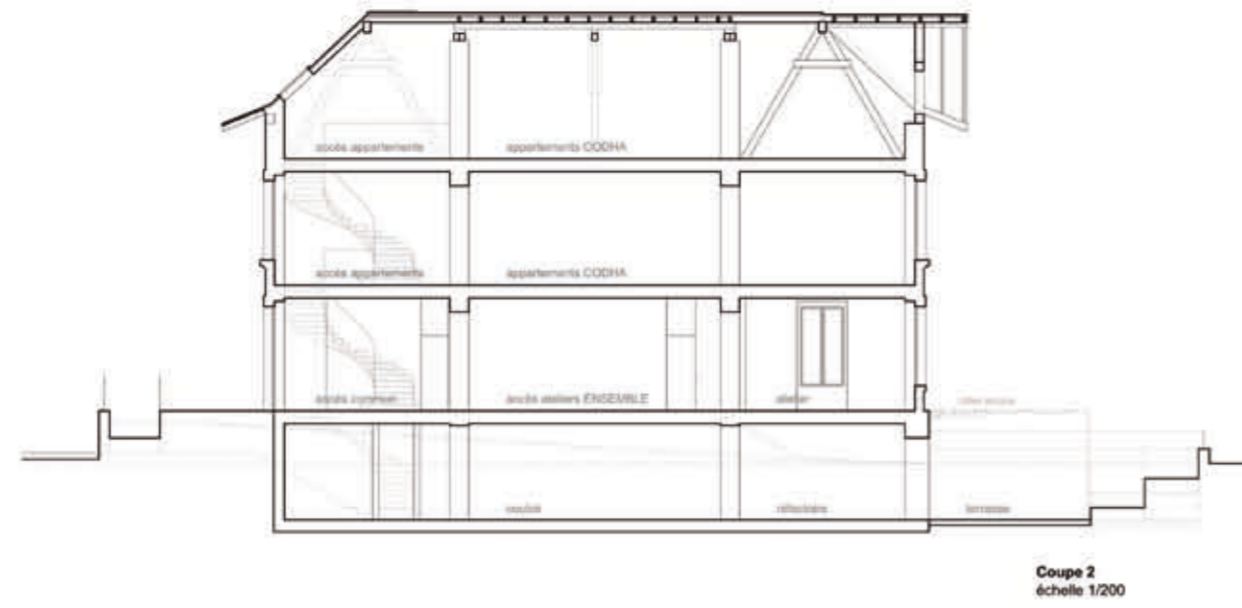 accès appartements appartements CODHA
accès appartements appartements CODHA
accès commun accès ateliers ENSEMBLE atelier
réfectoire terrasse
Coupe 2
échelle 1/200